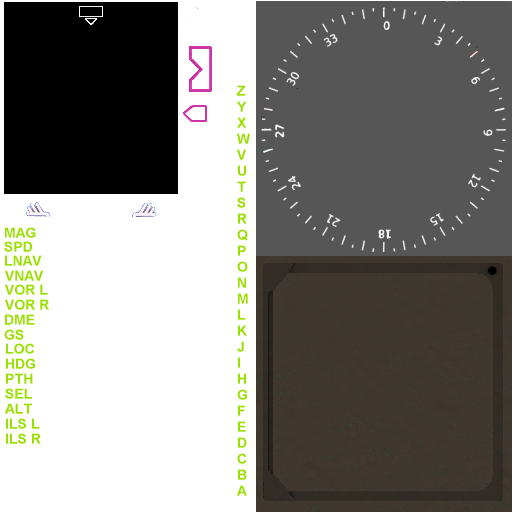 MAG
SPD
LNAV
VNAV
VOR L
VOR R
DME
GS
LOC
HDG
PTH
SEL
ALT
ILS L
ILS R
Z
Y
X
W
V
U
T
S
R
Q
P
O
N
M
L
K
J
I
H
G
F
E
D
C
B
A
0
3
6
9
12
15
18
21
24
27
30
33